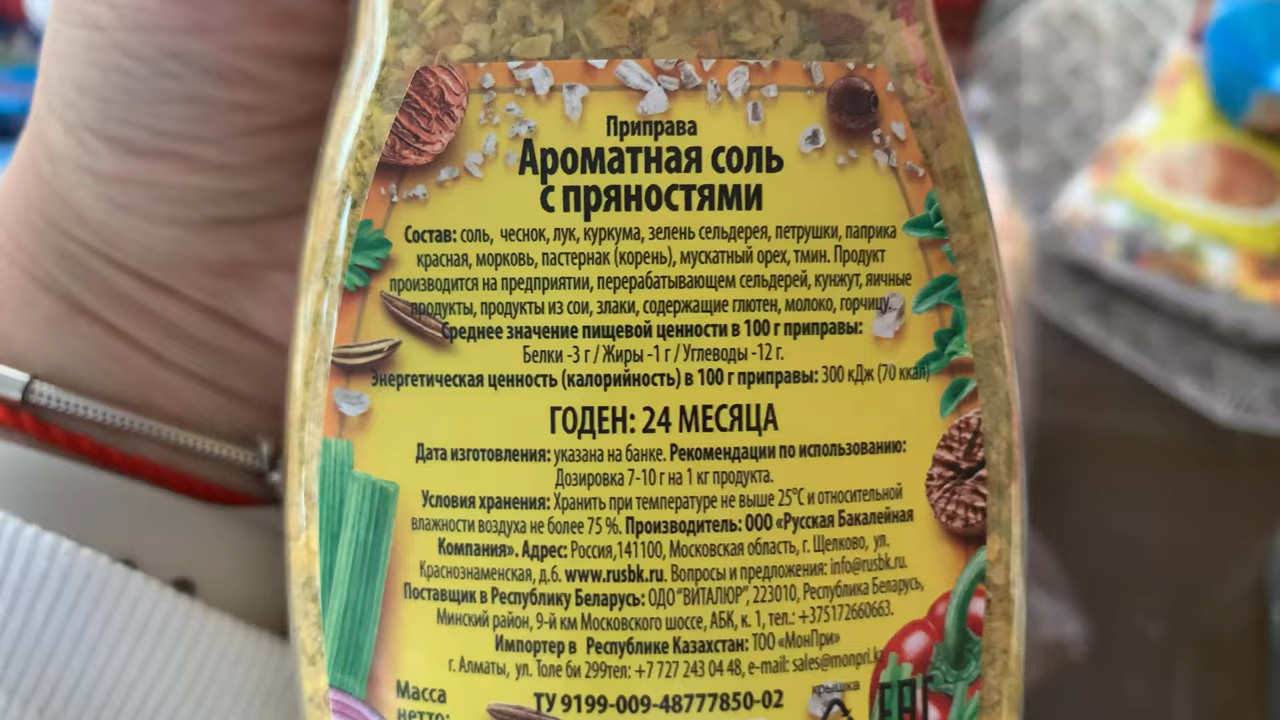 Приправа
Ароматная соль
с пряностями
Состав: соль, чеснок, лук, куркума, зелень сельдерея, петрушки, паприка
красная, морковь, пастернак (корень), мускатный орех, тмин. Продукт
производится на предприятии, перерабатывающем сельдерей, кунжут, яичные
продукты, продукты из сои, злаки, содержащие глютен, молоко, горчицу.
Среднее значение пищевой ценности в 100 г приправы:
Белки -3 г / Жиры -1 г / Углеводы -12 г.
Энергетическая ценность (калорийность) в 100 г приправы: 300 кДж (70 ккал)
ГОДЕН: 24 МЕСЯЦА
Дата изготовления: указана на банке. Рекомендации по использованию:
Дозировка 7-10 г на 1 кг продукта.
Условия хранения: Хранить при температуре не выше 25°С и относительной
влажности воздуха не более 75 %. Производитель: ООО «Русская Бакалейная
Компания». Адрес: Россия,141100, Московская область, г. Щелково, ул.
Краснознаменская, д.6. www.rusbk.ru. Вопросы и предложения: info@rusbk.ru.
Поставщик в Республику Беларусь: ОДО "ВИТАЛЮР", 223010, Республика Беларусь,
Минский район, 9-й км Московского шоссе, АБК, к. 1, тел.: +375172660663.
Импортер в Республике Казахстан: ТОО «МонПри»
г. Алматы, ул. Толе би 299тел: +7 727 243 04 48, e-mail: sales@monpri.kz
Масса
нетто:
ТУ 9199-009-48777850-02
крышка
EAC